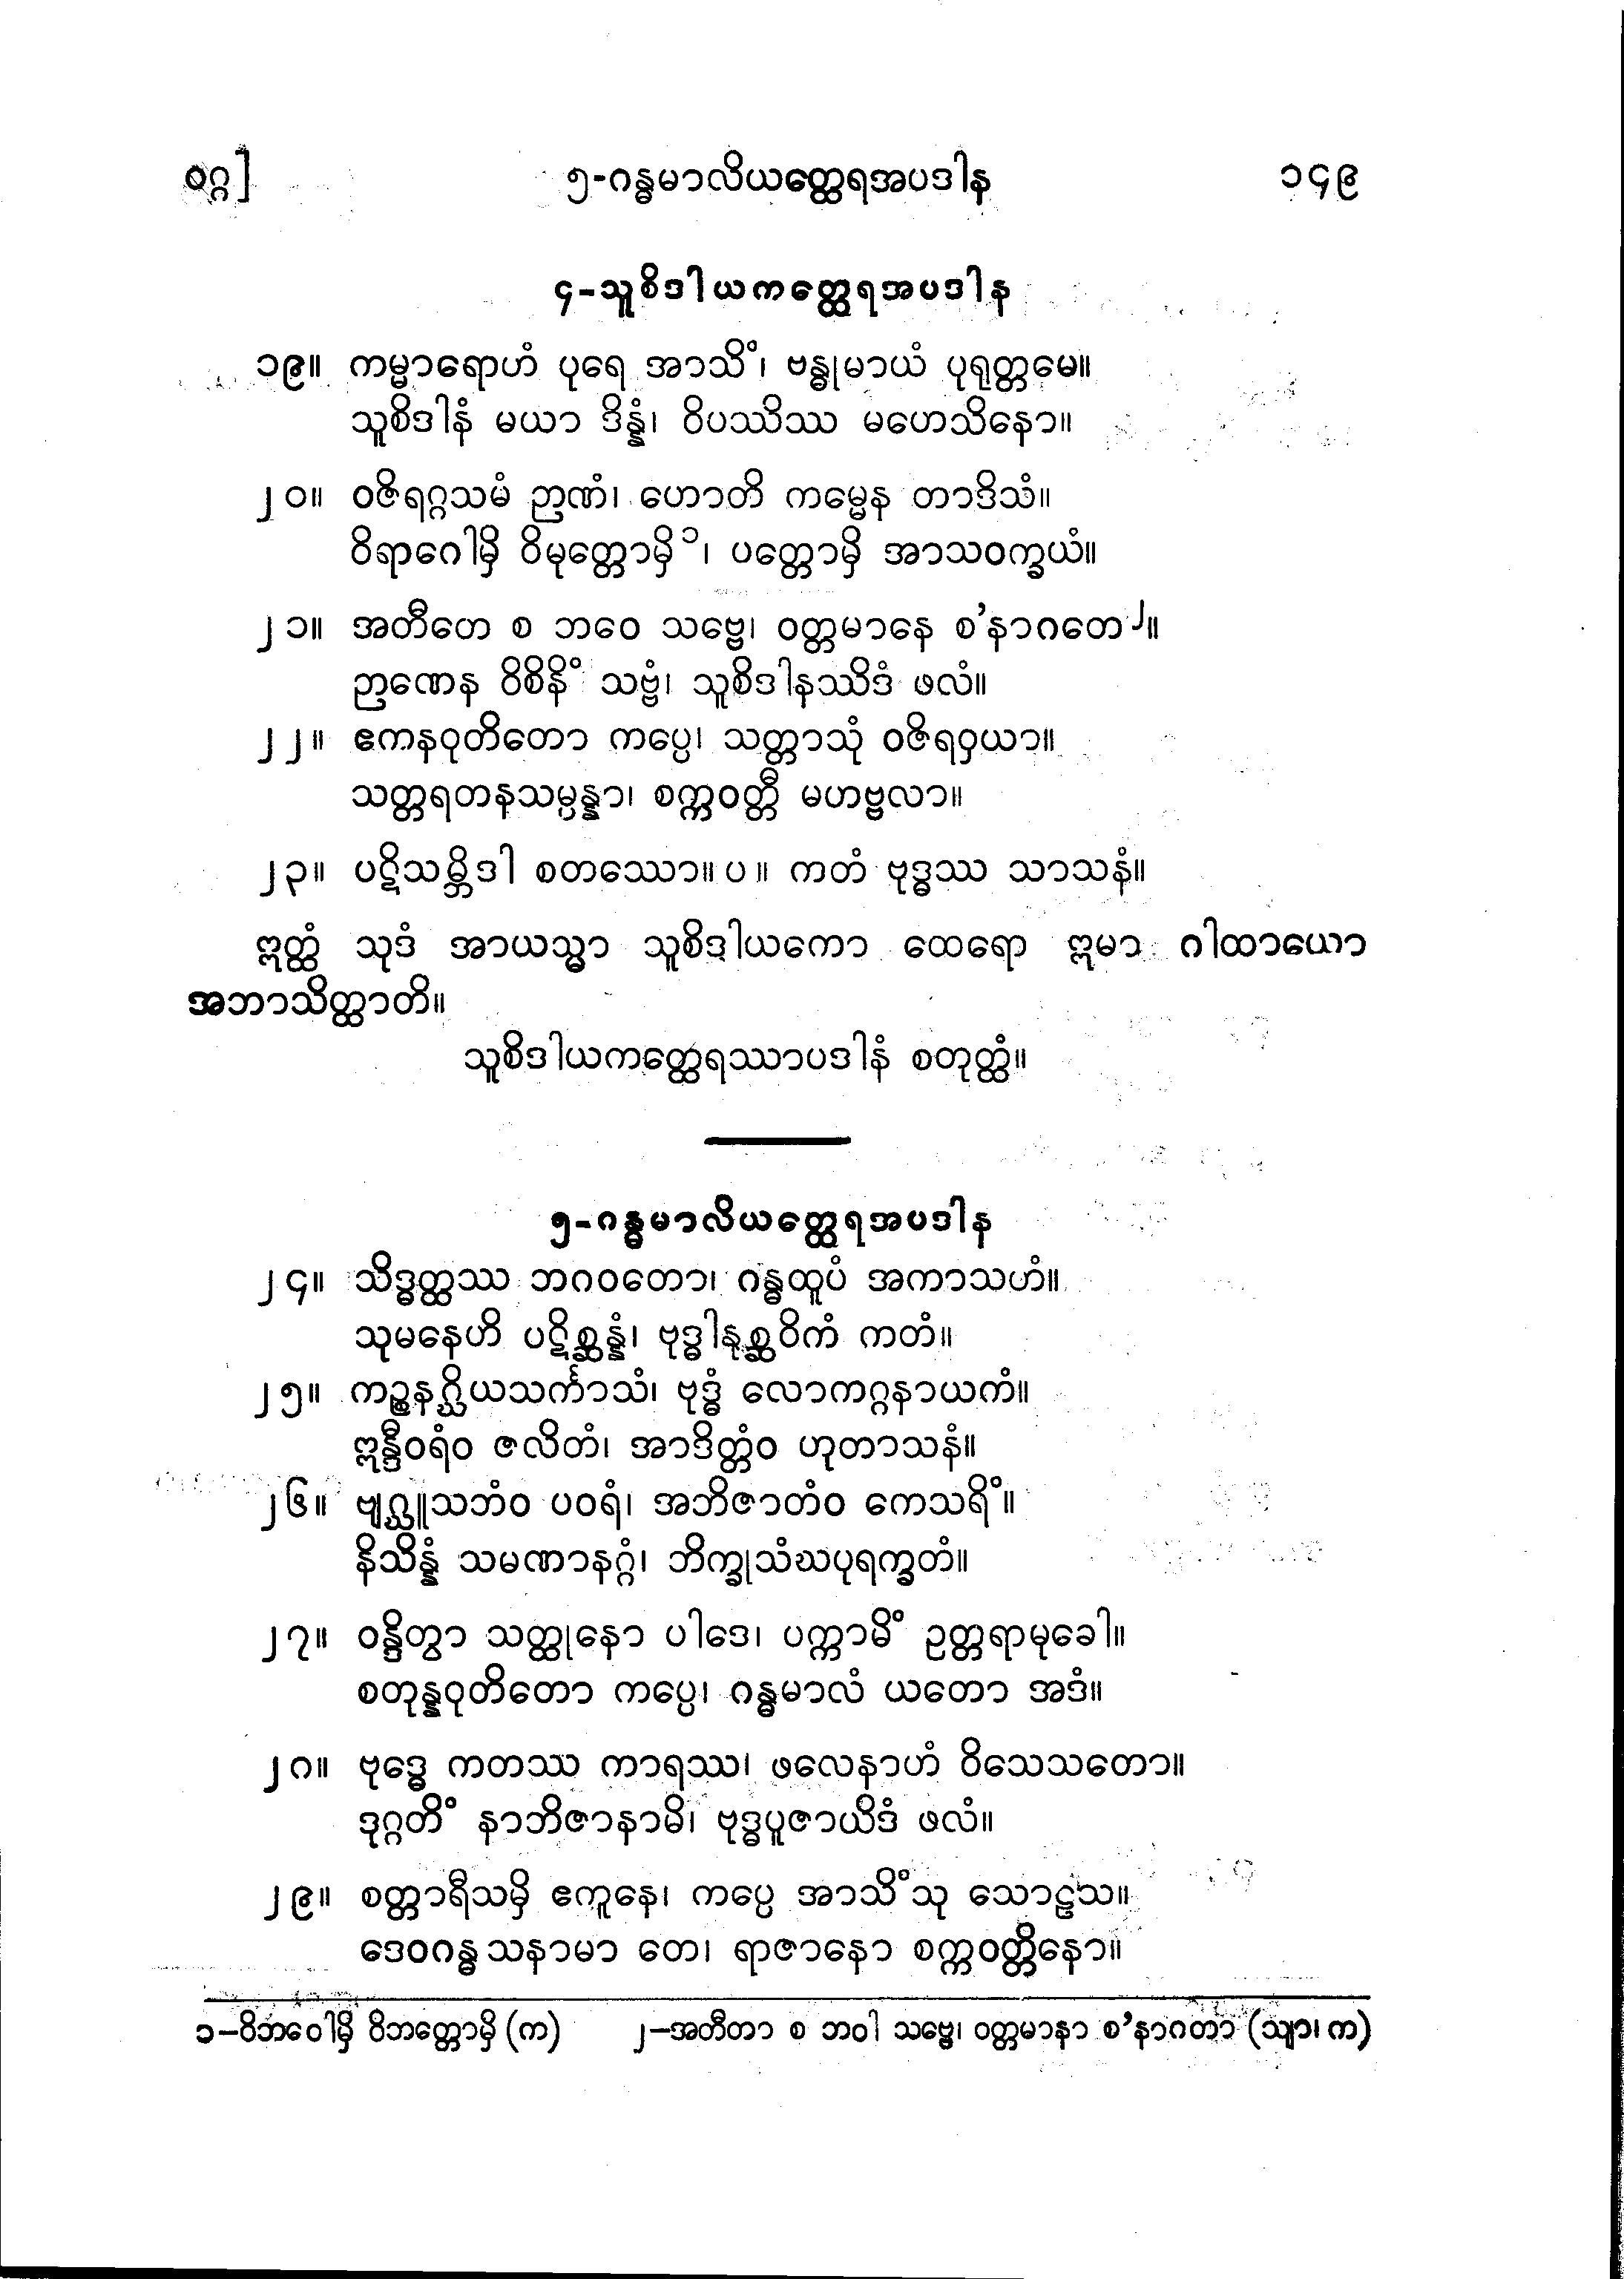 ဝဂ္ဂ] ၅-ဂန္ဓမာလိယတ္ထေရအပဒါန ၁၄၉
၄-သူစိဒါယကတ္ထေရအပဒါန
၁၉။ ကမ္မာရောဟံ ပုရေ အာသိံ၊ ဗန္ဓုမာယံ ပုရုတ္တမေ။
သူစိဒါနံ မယာ ဒိန္နံ၊ ဝိပဿိဿ မဟေသိနော။
၂၀။ ဝဇိရဂ္ဂသမံ ဉာဏံ၊ ဟောတိ ကမ္မေန တာဒိသံ။
ဝိရာဂေါမှိ ဝိမုတ္တောမှိ ၁၊ ပတ္တောမှိ အာသဝက္ခယံ။
၂၁။ အတီတေ စ ဘဝေ သဗ္ဗေ၊ ဝတ္တမာနေ စ'နာဂတေ ၂။
ဉာဏေန ဝိစိနိံ သဗ္ဗံ၊ သူစိဒါနဿိဒံ ဖလံ။
၂၂။ ဧကနဝုတိတော ကပ္ပေ၊ သတ္တာသုံ ဝဇိရဝှယာ။
သတ္တရတနသမ္ပန္နာ၊ စက္ကဝတ္တီ မဟဗ္ဗလာ။
၂၃။ ပဋိသမ္ဘိဒါ စတဿော။ ပ ။ ကတံ ဗုဒ္ဓဿ သာသနံ။
ဣတ္ထံ သုဒံ အာယသ္မာ သူစိဒါယကော ထေရော ဣမာ ဂါထာယော
အဘာသိတ္ထာတိ။
သူစိဒါယကတ္ထေရဿာပဒါနံ စတုတ္ထံ။
၅-ဂန္ဓမာလိယတ္ထေရအပဒါန
၂၄။ သိဒ္ဓတ္ထဿ ဘဂဝတော၊ ဂန္ဓထူပံ အကာသဟံ။
သုမနေဟိ ပဋိစ္ဆန္နံ၊ ဗုဒ္ဓါနုစ္ဆဝိကံ ကတံ။
၂၅။ ကဉ္စနဂ္ဃိယသင်္ကာသံ၊ ဗုဒ္ဓံ လောကဂ္ဂနာယကံ။
ဣန္ဒီဝရံဝ ဇလိတံ၊ အာဒိတ္တံဝ ဟုတာသနံ။
၂၆။ ဗျဂ္ဃူသဘံဝ ပဝရံ၊ အဘိဇာတံဝ ကေသရိံ။
နိသိန္နံ သမဏာနဂ္ဂံ၊ ဘိက္ခုသံဃပုရက္ခတံ။
၂၇။ ဝန္ဒိတွာ သတ္ထုနော ပါဒေ၊ ပက္ကာမိံ ဥတ္တရာမုခေါ။
စတုန္နဝုတိတော ကပ္ပေ၊ ဂန္ဓမာလံ ယတော အဒံ။
၂၈။ ဗုဒ္ဓေ ကတဿ ကာရဿ၊ ဖလေနာဟံ ဝိသေသတော။
ဒုဂ္ဂတိံ နာဘိဇာနာမိ၊ ဗုဒ္ဓပူဇာယိဒံ ဖလံ။
၂၉။ စတ္တာရီသမှိ ဧကူနေ၊ ကပ္ပေ အာသိံသု သောဠသ။
ဒေဝဂန္ဓသနာမာ တေ၊ ရာဇာနော စက္ကဝတ္တိနော။
၁—ဝိဘဝေါမှိ ဝိဘတ္တောမှိ (က) ၂—အတီတာ စ ဘဝါ သဗ္ဗေ၊ ဝတ္တမာနာ စ'နာဂတာ (သျာ၊ က)